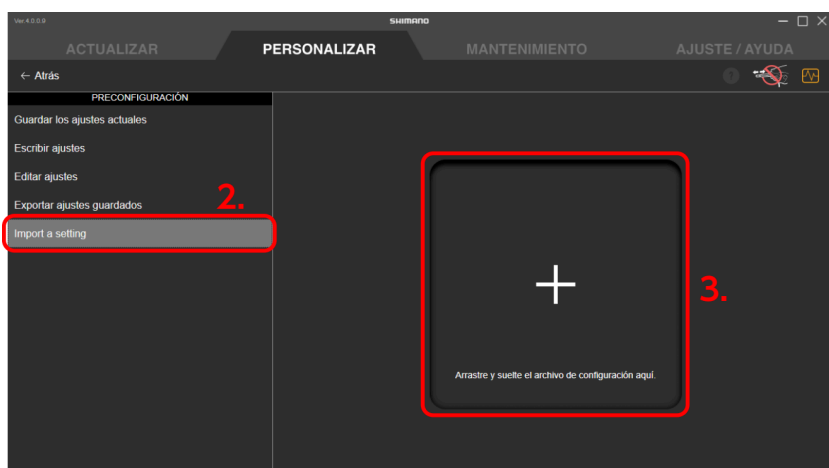 Ver.4.0.0.9
SHIMANO
ACTUALIZAR
PERSONALIZAR
MANTENIMIENTO
AJUSTE / AYUDA
← Atrás
PRECONFIGURACIÓN
Guardar los ajustes actuales
Escribir ajustes
Editar ajustes
Exportar ajustes guardados
2.
Import a setting
3.
Arrastre y suelte el archivo de configuración aquí.